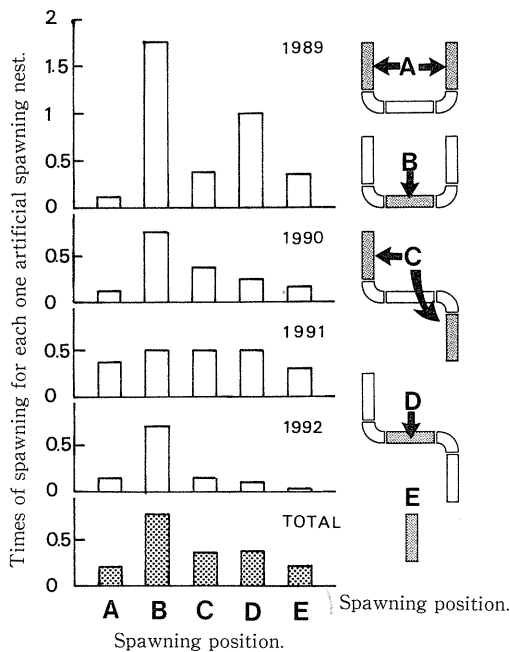 Times of spawning for each one artificial spawning nest.
2
1.5
1
0.5
0
1989
0.5
0
1990
0.5
0
1991
0.5
0
1992
0.5
0
TOTAL
A B C D E
Spawning position.
A
B
C
D
E
Spawning position.